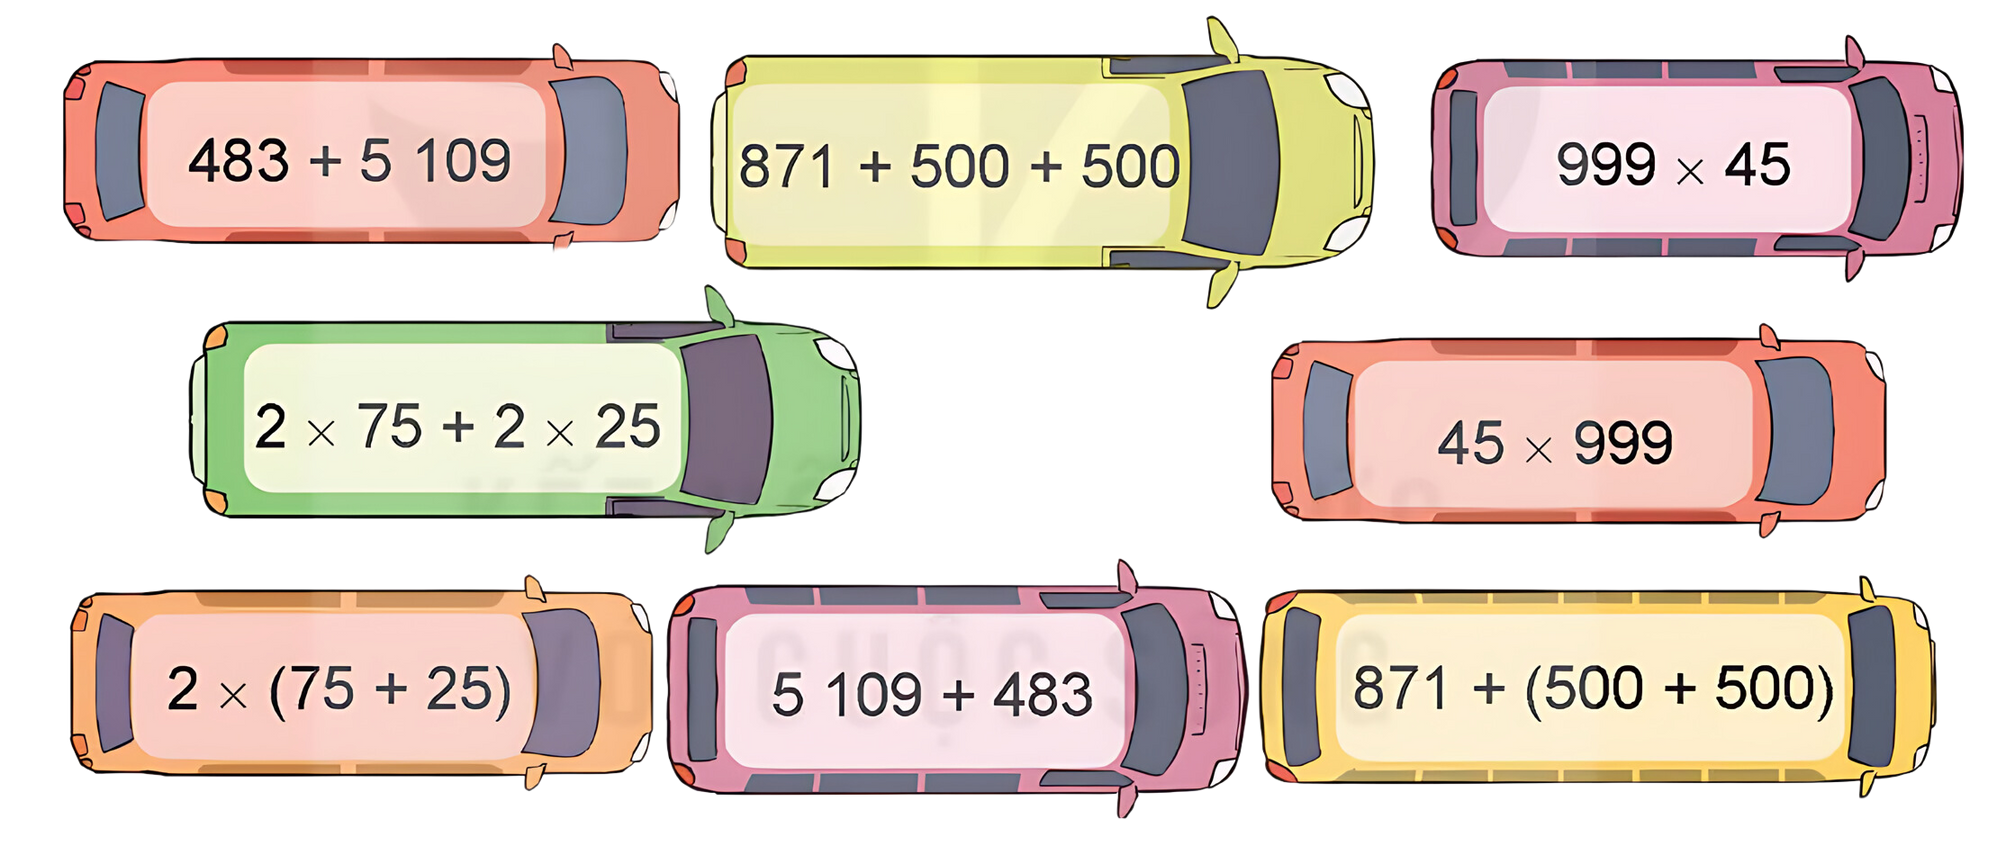 483 + 5 109
871 + 500 + 500
999 × 45
2 × 75 + 2 × 25
45 × 999
2 × (75 + 25)
5 109 + 483
871 + (500 + 500)